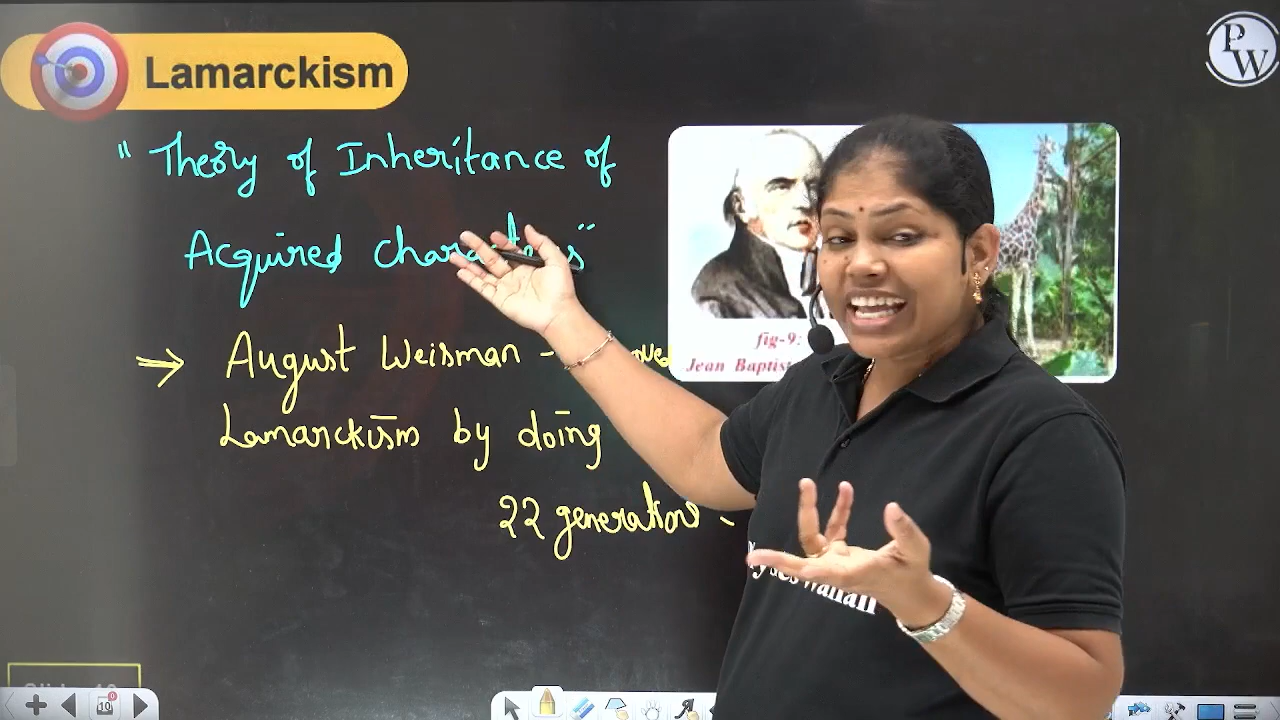 Lamarckism
PW
" Theory of Inheritance of
Acquired characters"
fig-9:
Jean Baptist
⇒ August Weisman -
Lamarckism by doing
22 generations -
10